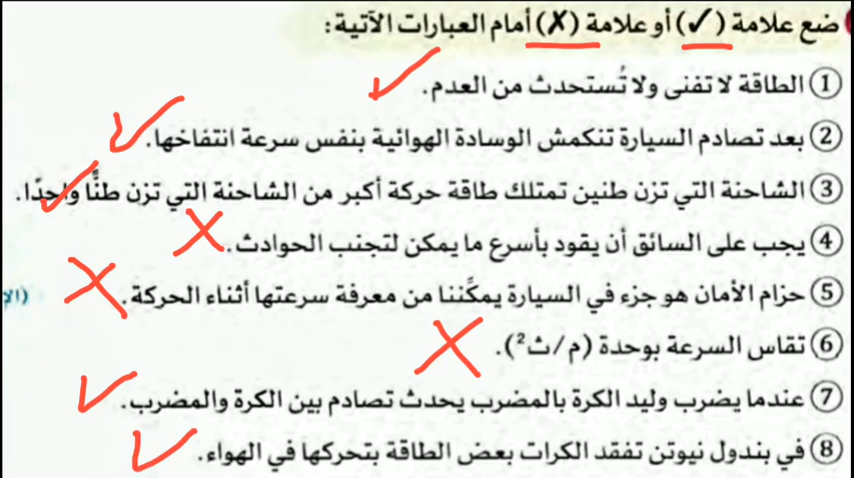 ضع علامة (✓) أو علامة (✗) أمام العبارات الآتية:
① الطاقة لا تفنى ولا تُستحدث من العدم. ✓
② بعد تصادم السيارة تنكمش الوسادة الهوائية بنفس سرعة انتفاخها. ✓
③ الشاحنة التي تزن طنين تمتلك طاقة حركة أكبر من الشاحنة التي تزن طنًّا واحدًا. ✓
④ يجب على السائق أن يقود بأسرع ما يمكن لتجنب الحوادث. ✗
⑤ حزام الأمان هو جزء في السيارة يمكِّننا من معرفة سرعتها أثناء الحركة. ✗
⑥ تقاس السرعة بوحدة (م/ث²). ✗
⑦ عندما يضرب وليد الكرة بالمضرب يحدث تصادم بين الكرة والمضرب. ✓
⑧ في بندول نيوتن تفقد الكرات بعض الطاقة بتحركها في الهواء. ✓